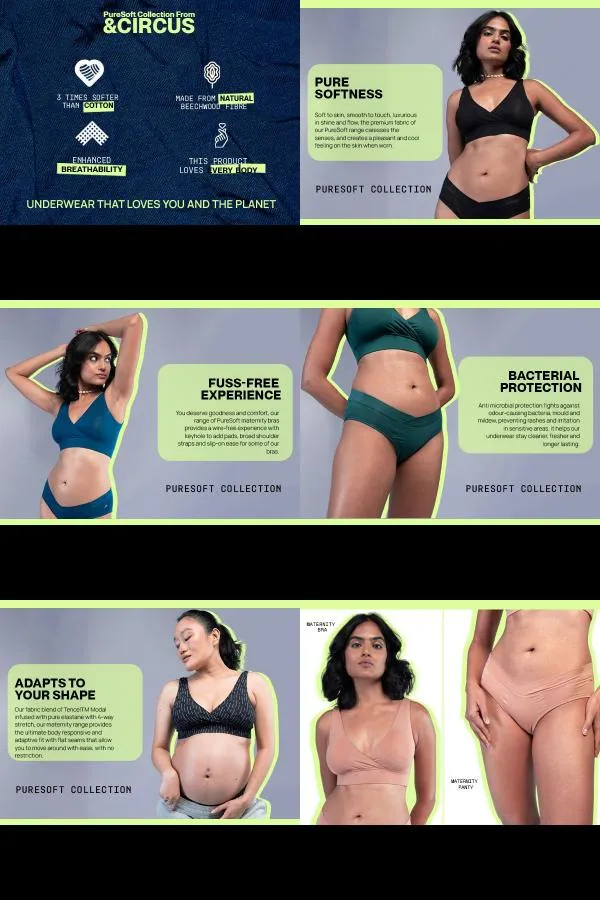 PureSoft Collection From
&CIRCUS
3 TIMES SOFTER
THAN COTTON
MADE FROM NATURAL
BEECHWOOD FIBRE
ENHANCED
BREATHABILITY
THIS PRODUCT
LOVES EVERY BODY
UNDERWEAR THAT LOVES YOU AND THE PLANET
PURE
SOFTNESS
Soft to skin, smooth to touch, luxurious
in shine and flow, the premium fabric of
our PureSoft range caresses the
senses, and creates a pleasant and cool
feeling on the skin when worn.
PURESOFT COLLECTION
FUSS-FREE
EXPERIENCE
You deserve goodness and comfort, our
range of PureSoft maternity bras
provides a wire-free experience with
keyhole to add pads, broad shoulder
straps and slip-on ease for some of our
bras.
PURESOFT COLLECTION
BACTERIAL
PROTECTION
Anti microbial protection fights against
odour-causing bacteria, mould and
mildew, preventing rashes and irritation
in sensitive areas. It helps our
underwear stay cleaner, fresher and
longer lasting.
PURESOFT COLLECTION
ADAPTS TO
YOUR SHAPE
Our fabric blend of TencelTM Modal
infused with pure elastane with 4-way
stretch, our maternity range provides
the ultimate body responsive and
adaptive fit with flat seams that allow
you to move around with ease, with no
restriction.
PURESOFT COLLECTION
MATERNITY
BRA
MATERNITY
PANTY